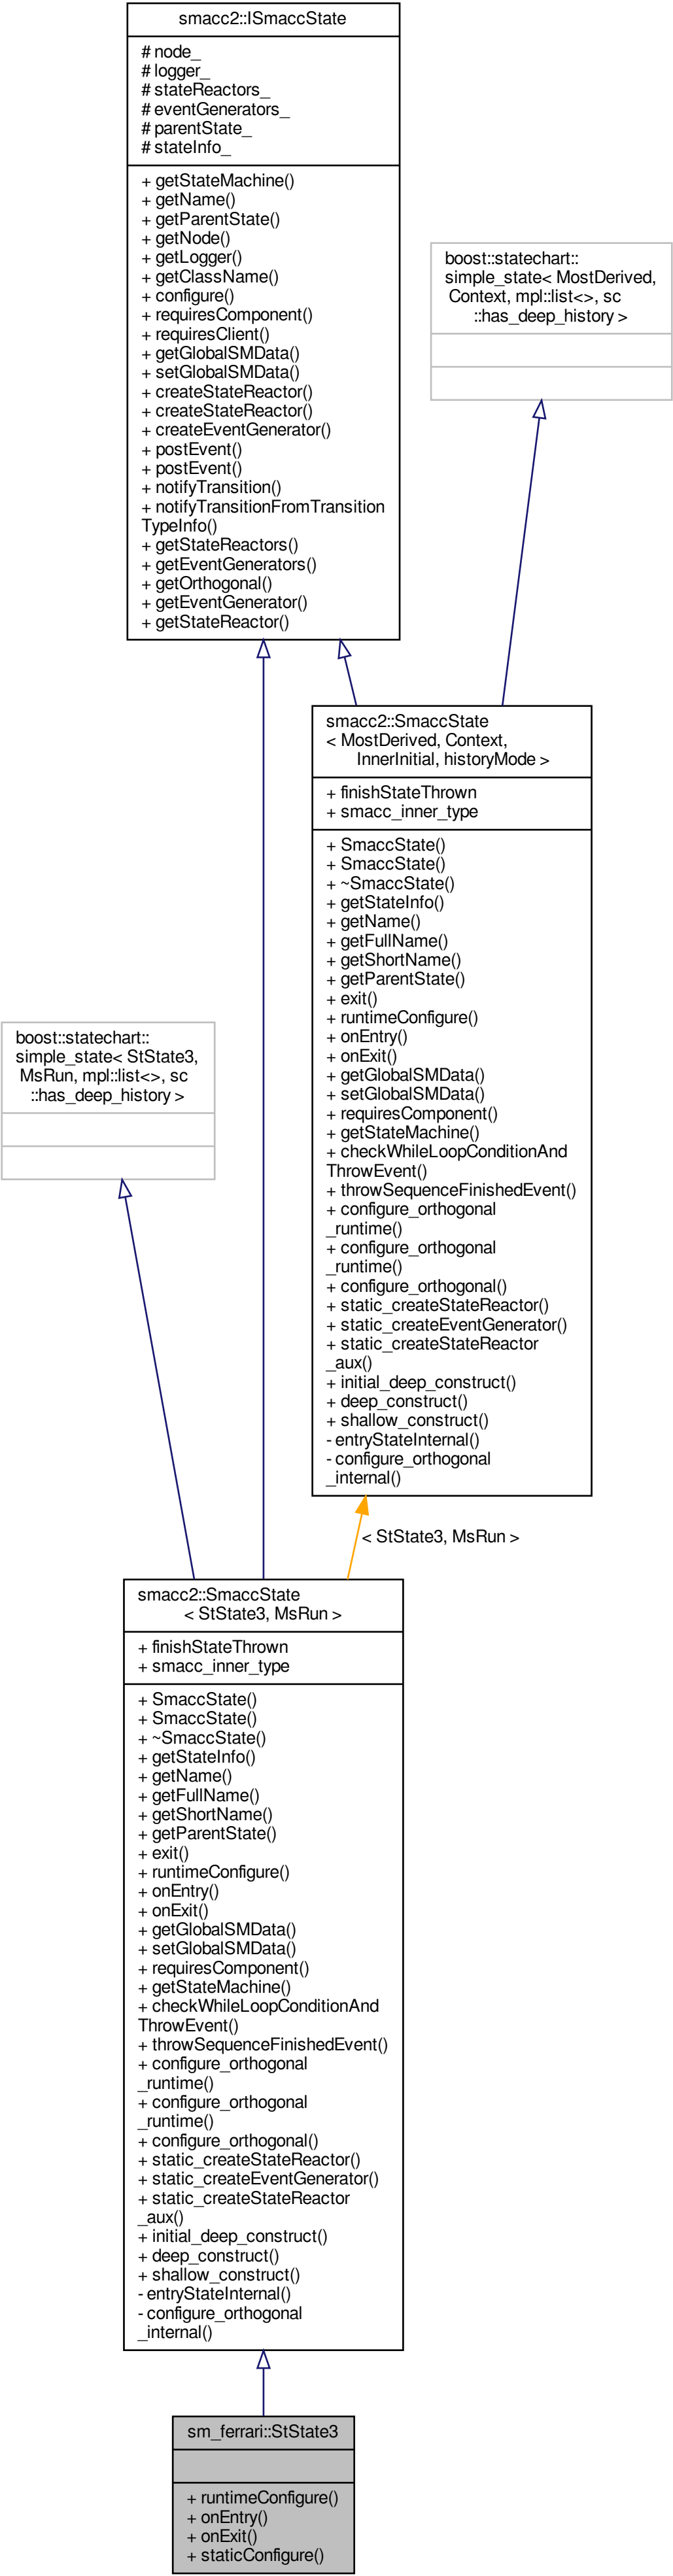 smacc2::ISmaccState
# node_
# logger_
# stateReactors_
# eventGenerators_
# parentState_
# stateInfo_
+ getStateMachine()
+ getName()
+ getParentState()
+ getNode()
+ getLogger()
+ getClassName()
+ configure()
+ requiresComponent()
+ requiresClient()
+ getGlobalSMData()
+ setGlobalSMData()
+ createStateReactor()
+ createStateReactor()
+ createEventGenerator()
+ postEvent()
+ postEvent()
+ notifyTransition()
+ notifyTransitionFromTransition
TypeInfo()
+ getStateReactors()
+ getEventGenerators()
+ getOrthogonal()
+ getEventGenerator()
+ getStateReactor()
boost::statechart::
simple_state< MostDerived,
Context, mpl::list<>, sc
::has_deep_history >
smacc2::SmaccState
< MostDerived, Context,
InnerInitial, historyMode >
+ finishStateThrown
+ smacc_inner_type
+ SmaccState()
+ SmaccState()
+ ~SmaccState()
+ getStateInfo()
+ getName()
+ getFullName()
+ getShortName()
+ getParentState()
+ exit()
+ runtimeConfigure()
+ onEntry()
+ onExit()
+ getGlobalSMData()
+ setGlobalSMData()
+ requiresComponent()
+ getStateMachine()
+ checkWhileLoopConditionAnd
ThrowEvent()
+ throwSequenceFinishedEvent()
+ configure_orthogonal
_runtime()
+ configure_orthogonal
_runtime()
+ configure_orthogonal()
+ static_createStateReactor()
+ static_createEventGenerator()
+ static_createStateReactor
_aux()
+ initial_deep_construct()
+ deep_construct()
+ shallow_construct()
- entryStateInternal()
- configure_orthogonal
_internal()
boost::statechart::
simple_state< StState3,
MsRun, mpl::list<>, sc
::has_deep_history >
< StState3, MsRun >
smacc2::SmaccState
< StState3, MsRun >
+ finishStateThrown
+ smacc_inner_type
+ SmaccState()
+ SmaccState()
+ ~SmaccState()
+ getStateInfo()
+ getName()
+ getFullName()
+ getShortName()
+ getParentState()
+ exit()
+ runtimeConfigure()
+ onEntry()
+ onExit()
+ getGlobalSMData()
+ setGlobalSMData()
+ requiresComponent()
+ getStateMachine()
+ checkWhileLoopConditionAnd
ThrowEvent()
+ throwSequenceFinishedEvent()
+ configure_orthogonal
_runtime()
+ configure_orthogonal
_runtime()
+ configure_orthogonal()
+ static_createStateReactor()
+ static_createEventGenerator()
+ static_createStateReactor
_aux()
+ initial_deep_construct()
+ deep_construct()
+ shallow_construct()
- entryStateInternal()
- configure_orthogonal
_internal()
sm_ferrari::StState3
+ runtimeConfigure()
+ onEntry()
+ onExit()
+ staticConfigure()